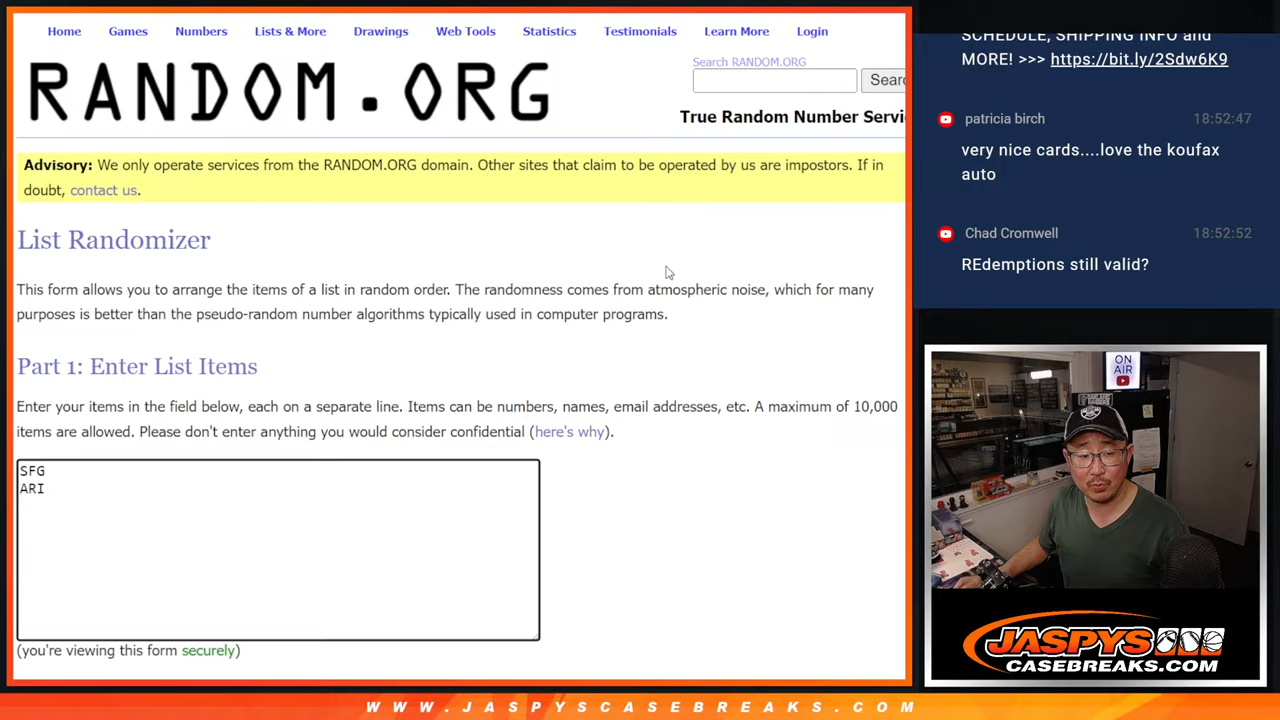 Home Games Numbers Lists & More Drawings Web Tools Statistics Testimonials Learn More Login
RANDOM.ORG
Search RANDOM.ORG
Searc
True Random Number Servi
Advisory: We only operate services from the RANDOM.ORG domain. Other sites that claim to be operated by us are impostors. If in
doubt, contact us.
List Randomizer
This form allows you to arrange the items of a list in random order. The randomness comes from atmospheric noise, which for many
purposes is better than the pseudo-random number algorithms typically used in computer programs.
Part 1: Enter List Items
Enter your items in the field below, each on a separate line. Items can be numbers, names, email addresses, etc. A maximum of 10,000
items are allowed. Please don't enter anything you would consider confidential (here's why).
SFG
ARI
(you're viewing this form securely)
SCHEDULE, SHIPPING INFO and
MORE! >>> https://bit.ly/2Sdw6K9
patricia birch 18:52:47
very nice cards....love the koufax
auto
Chad Cromwell 18:52:52
REdemptions still valid?
ON
AIR
JASPYS
CASEBREAKS.COM
WWW.JASPYSCASEBREAKS.COM